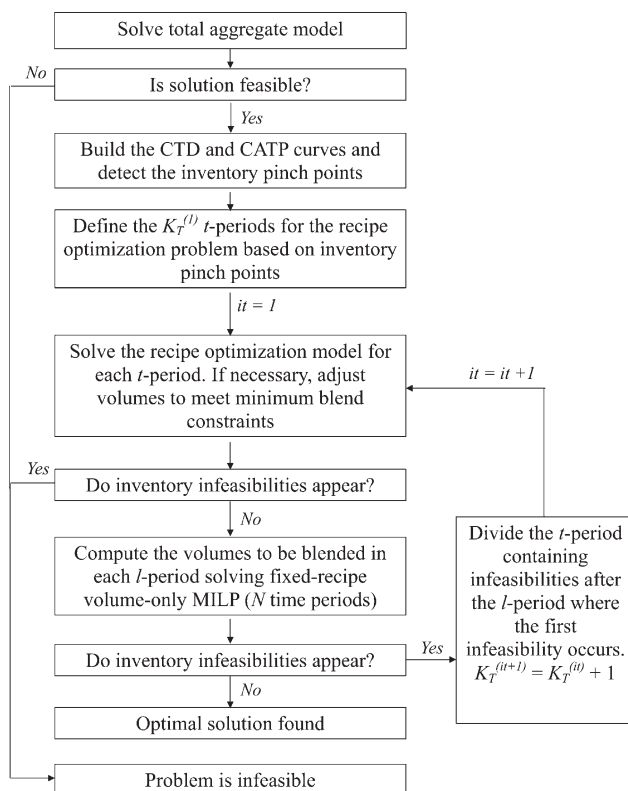 Solve total aggregate model
No
Is solution feasible?
Yes
Build the CTD and CATP curves and
detect the inventory pinch points
Define the K_T^(1) t-periods for the recipe
optimization problem based on inventory
pinch points
it = 1
Solve the recipe optimization model for
each t-period. If necessary, adjust
volumes to meet minimum blend
constraints
it = it +1
Yes
Do inventory infeasibilities appear?
No
Compute the volumes to be blended in
each l-period solving fixed-recipe
volume-only MILP (N time periods)
Divide the t-period
containing
infeasibilities after
the l-period where
the first
infeasibility occurs.
K_T^(it+1) = K_T^(it) + 1
Do inventory infeasibilities appear?
Yes
No
Optimal solution found
Problem is infeasible